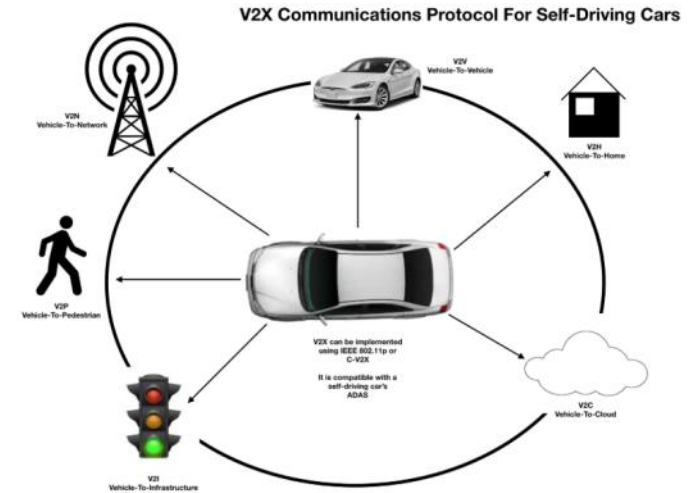 V2X Communications Protocol For Self-Driving Cars
V2V
Vehicle-To-Vehicle
V2N
Vehicle-To-Network
V2H
Vehicle-To-Home
V2P
Vehicle-To-Pedestrian
V2X can be implemented
using IEEE 802.11p or
C-V2X
It is compatible with a
self-driving car's
ADAS
V2C
Vehicle-To-Cloud
V2I
Vehicle-To-Infrastructure